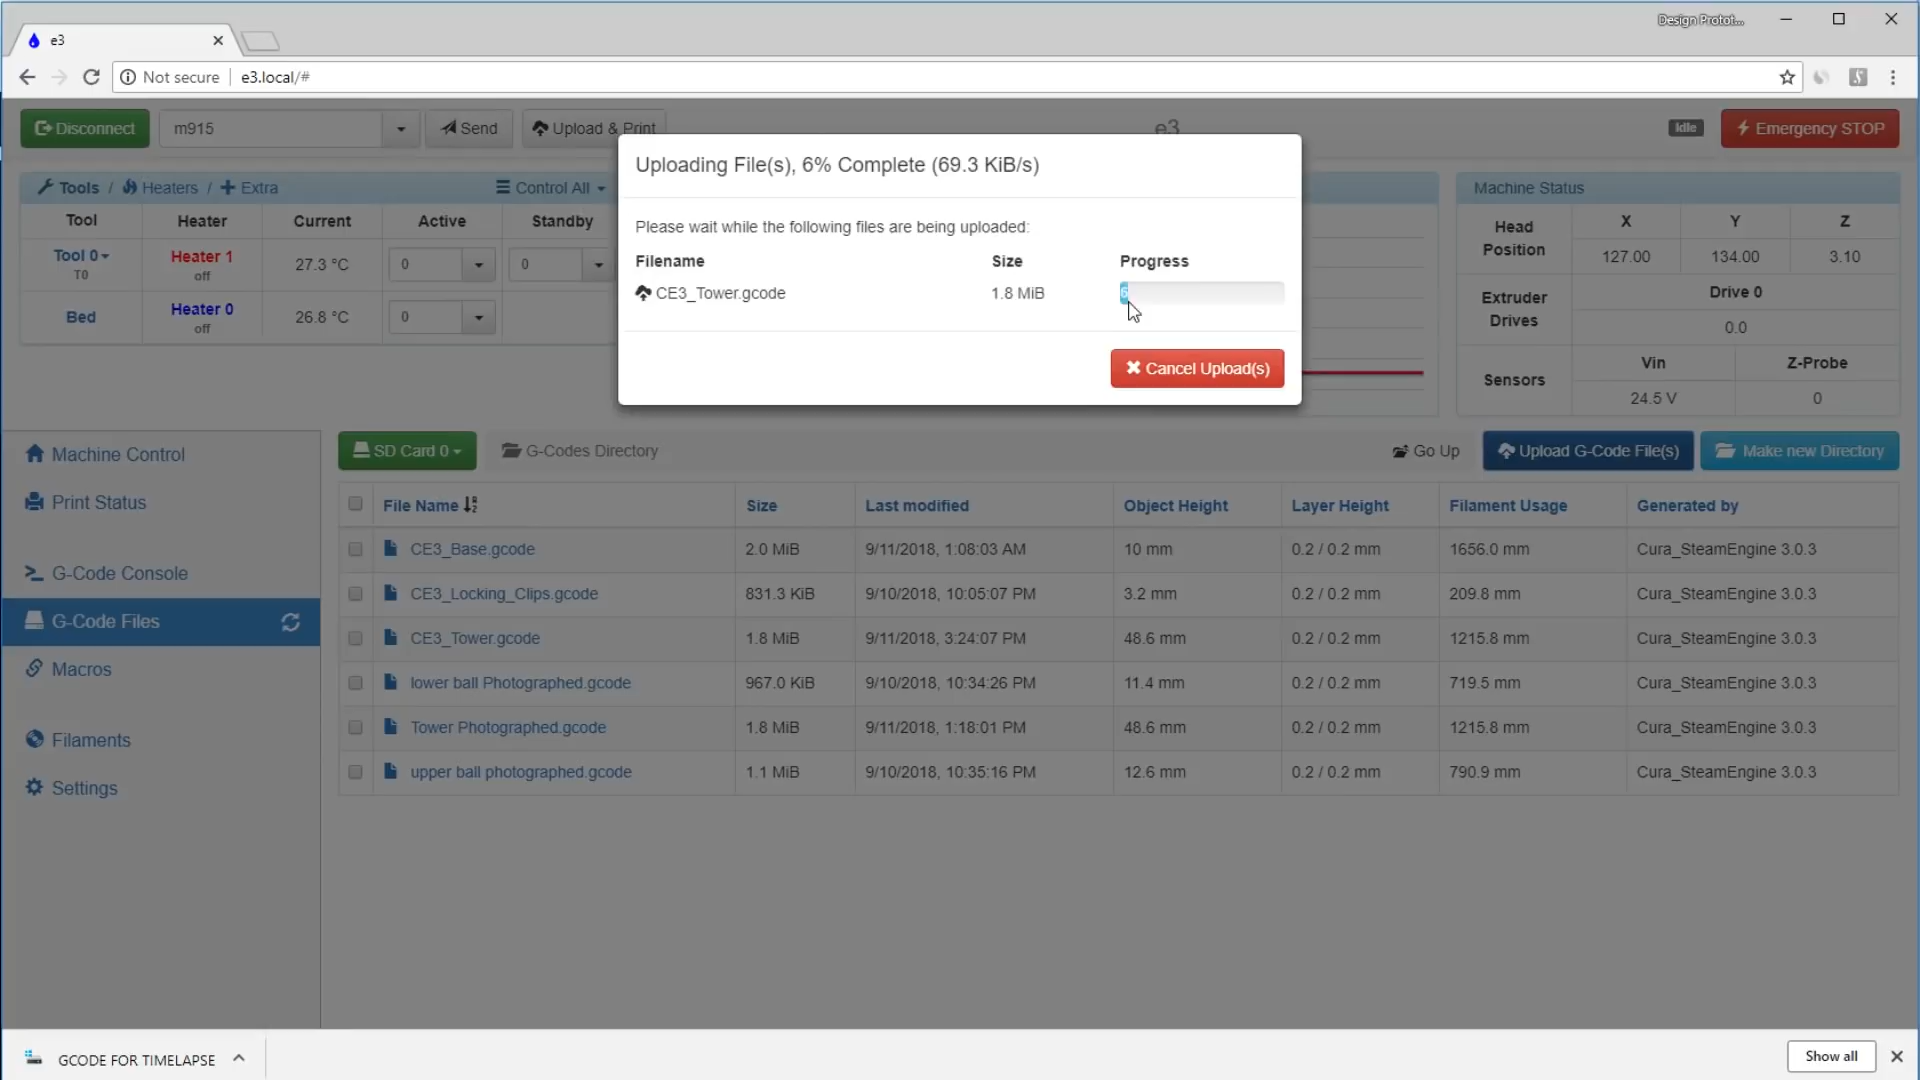 Design Protot...
e3
Not secure
e3.local/#
Disconnect
m915
Send
Upload & Print
e3
Idle
Emergency STOP
Uploading File(s), 6% Complete (69.3 KiB/s)
Please wait while the following files are being uploaded:
Filename Size Progress
CE3_Tower.gcode 1.8 MiB 6
Cancel Upload(s)
Tools / Heaters / Extra
Control All
Tool Heater Current Active Standby
Tool 0 Heater 1 27.3 °C 0 0
T0 off
Bed Heater 0 26.8 °C 0
off
Machine Status
Head Position X Y Z
127.00 134.00 3.10
Extruder Drives Drive 0
0.0
Sensors Vin Z-Probe
24.5 V 0
Machine Control
Print Status
G-Code Console
G-Code Files
Macros
Filaments
Settings
SD Card 0
G-Codes Directory
Go Up
Upload G-Code File(s)
Make new Directory
File Name Size Last modified Object Height Layer Height Filament Usage Generated by
CE3_Base.gcode 2.0 MiB 9/11/2018, 1:08:03 AM 10 mm 0.2 / 0.2 mm 1656.0 mm Cura_SteamEngine 3.0.3
CE3_Locking_Clips.gcode 831.3 KiB 9/10/2018, 10:05:07 PM 3.2 mm 0.2 / 0.2 mm 209.8 mm Cura_SteamEngine 3.0.3
CE3_Tower.gcode 1.8 MiB 9/11/2018, 3:24:07 PM 48.6 mm 0.2 / 0.2 mm 1215.8 mm Cura_SteamEngine 3.0.3
lower ball Photographed.gcode 967.0 KiB 9/10/2018, 10:34:26 PM 11.4 mm 0.2 / 0.2 mm 719.5 mm Cura_SteamEngine 3.0.3
Tower Photographed.gcode 1.8 MiB 9/11/2018, 1:18:01 PM 48.6 mm 0.2 / 0.2 mm 1215.8 mm Cura_SteamEngine 3.0.3
upper ball photographed.gcode 1.1 MiB 9/10/2018, 10:35:16 PM 12.6 mm 0.2 / 0.2 mm 790.9 mm Cura_SteamEngine 3.0.3
GCODE FOR TIMELAPSE
Show all